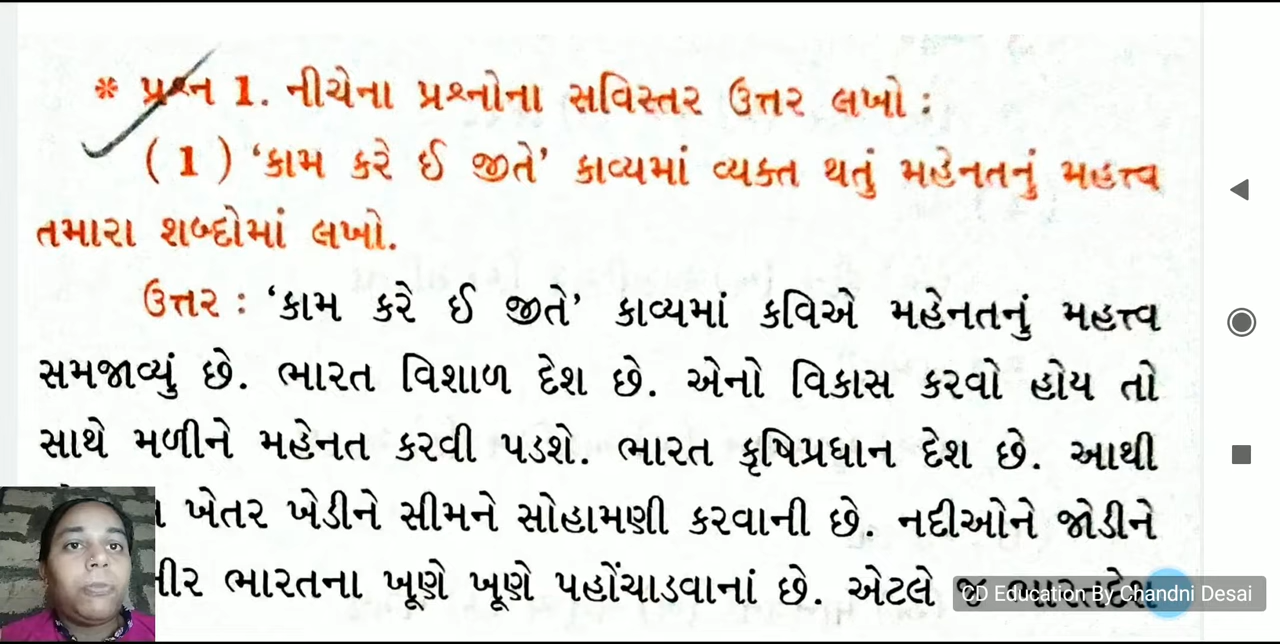 * પ્રશ્ન 1. નીચેના પ્રશ્નોના સવિસ્તર ઉત્તર લખો :
( 1 ) ‘કામ કરે ઈ જીતે’ કાવ્યમાં વ્યક્ત થતું મહેનતનું મહત્ત્વ
તમારા શબ્દોમાં લખો.
ઉત્તર : ‘કામ કરે ઈ જીતે’ કાવ્યમાં કવિએ મહેનતનું મહત્ત્વ
સમજાવ્યું છે. ભારત વિશાળ દેશ છે. એનો વિકાસ કરવો હોય તો
સાથે મળીને મહેનત કરવી પડશે. ભારત કૃષિપ્રધાન દેશ છે. આથી
ખેતર ખેડીને સીમને સોહામણી કરવાની છે. નદીઓને જોડીને
ભારતના ખૂણે ખૂણે પહોંચાડવાનાં છે. એટલે જ ભારતદેશ
CD Education By Chandni Desai